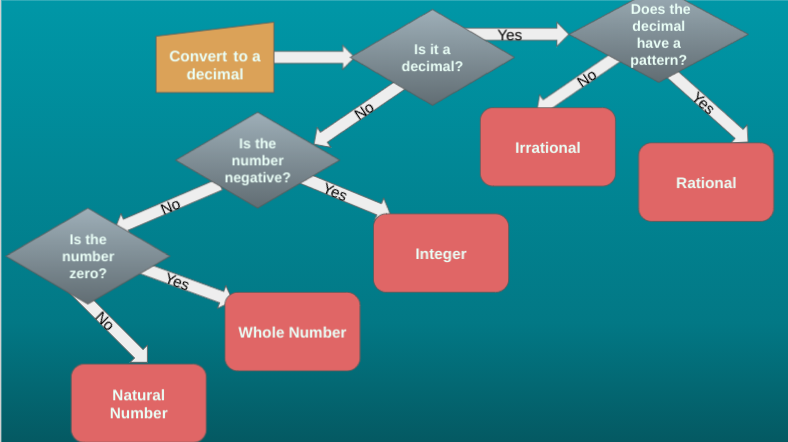 Does the
decimal
have a
pattern?
Yes
Convert to a
decimal
Is it a
decimal?
No
Yes
No
Irrational
Rational
Is the
number
negative?
No
Yes
Integer
Is the
number
zero?
Yes
No
Whole Number
Natural
Number